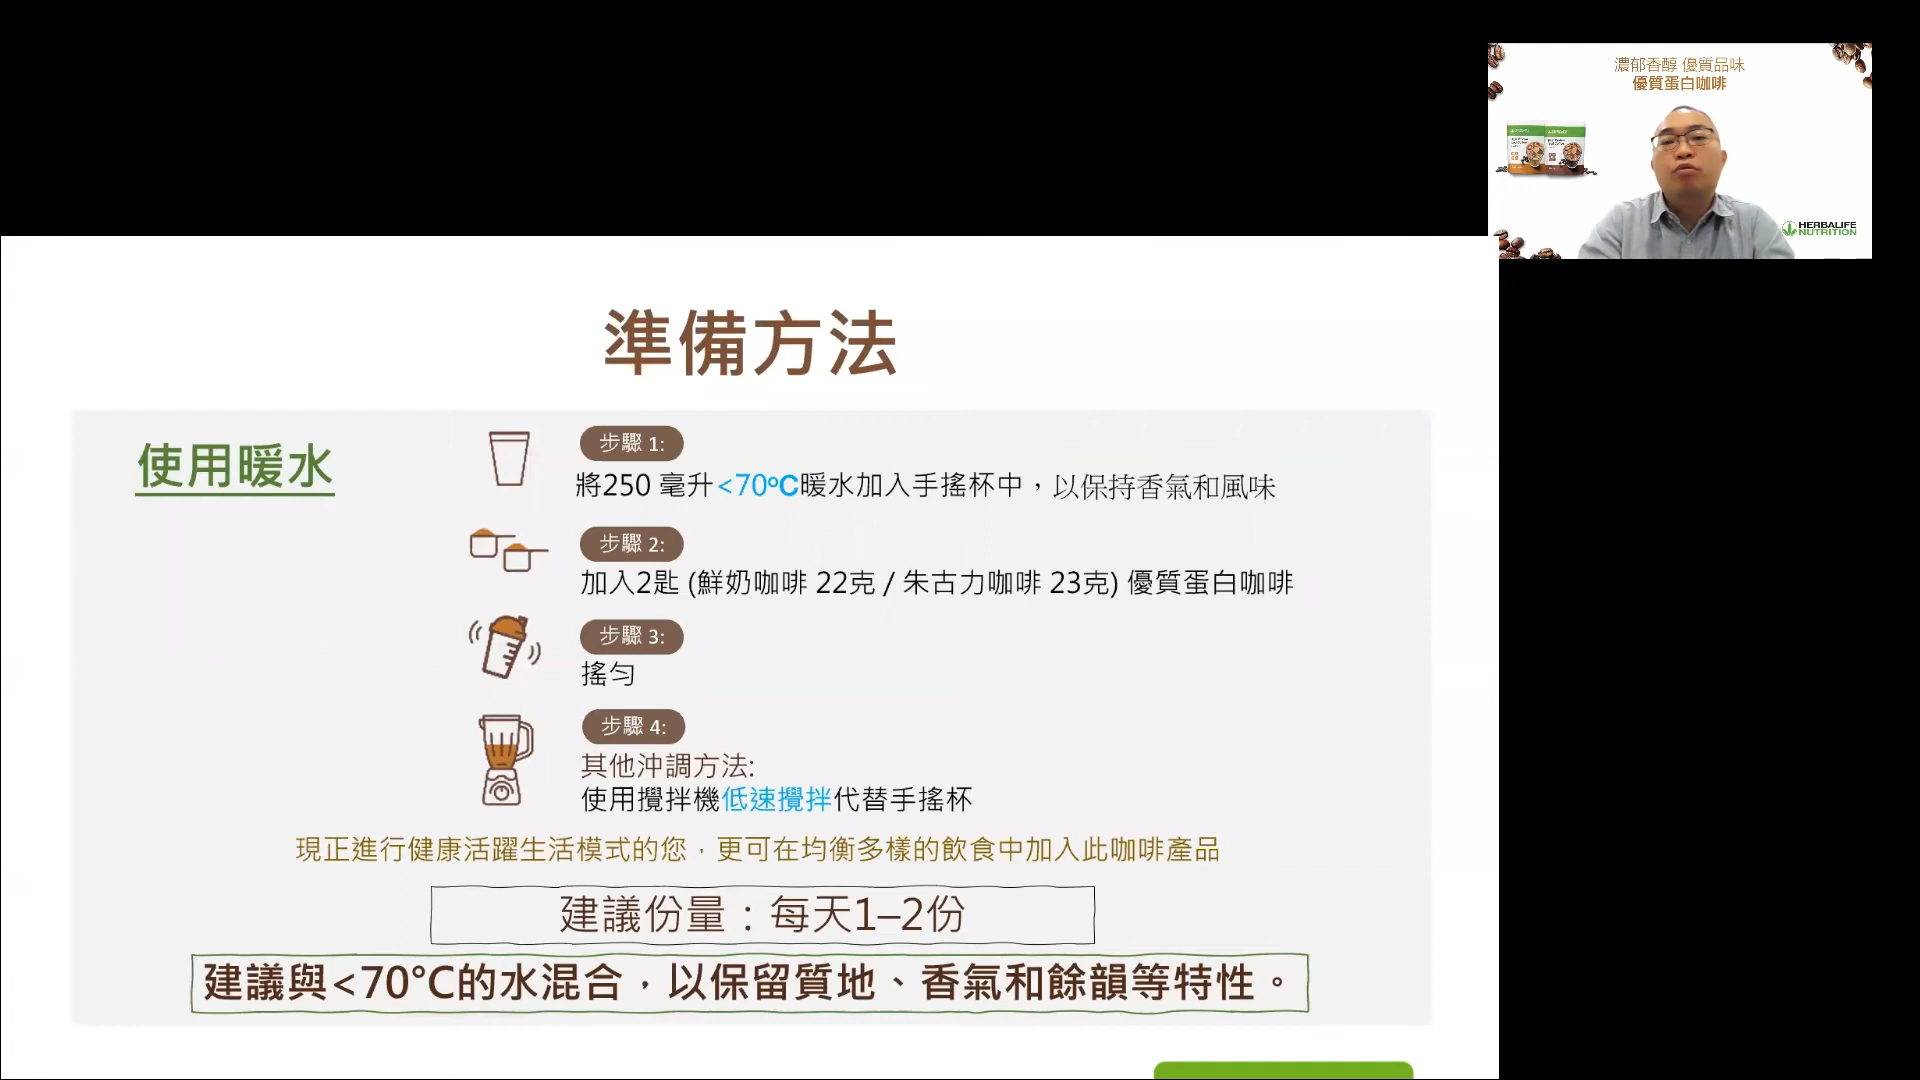 濃郁香醇 優質品味
優質蛋白咖啡
HERBALIFE
NUTRITION
準備方法
使用暖水
步驟 1:
將250 毫升<70°C暖水加入手搖杯中，以保持香氣和風味
步驟 2:
加入2匙 (鮮奶咖啡 22克 / 朱古力咖啡 23克) 優質蛋白咖啡
步驟 3:
搖勻
步驟 4:
其他沖調方法:
使用攪拌機低速攪拌代替手搖杯
現正進行健康活躍生活模式的您，更可在均衡多樣的飲食中加入此咖啡產品
建議份量：每天1–2份
建議與<70°C的水混合，以保留質地、香氣和餘韻等特性。